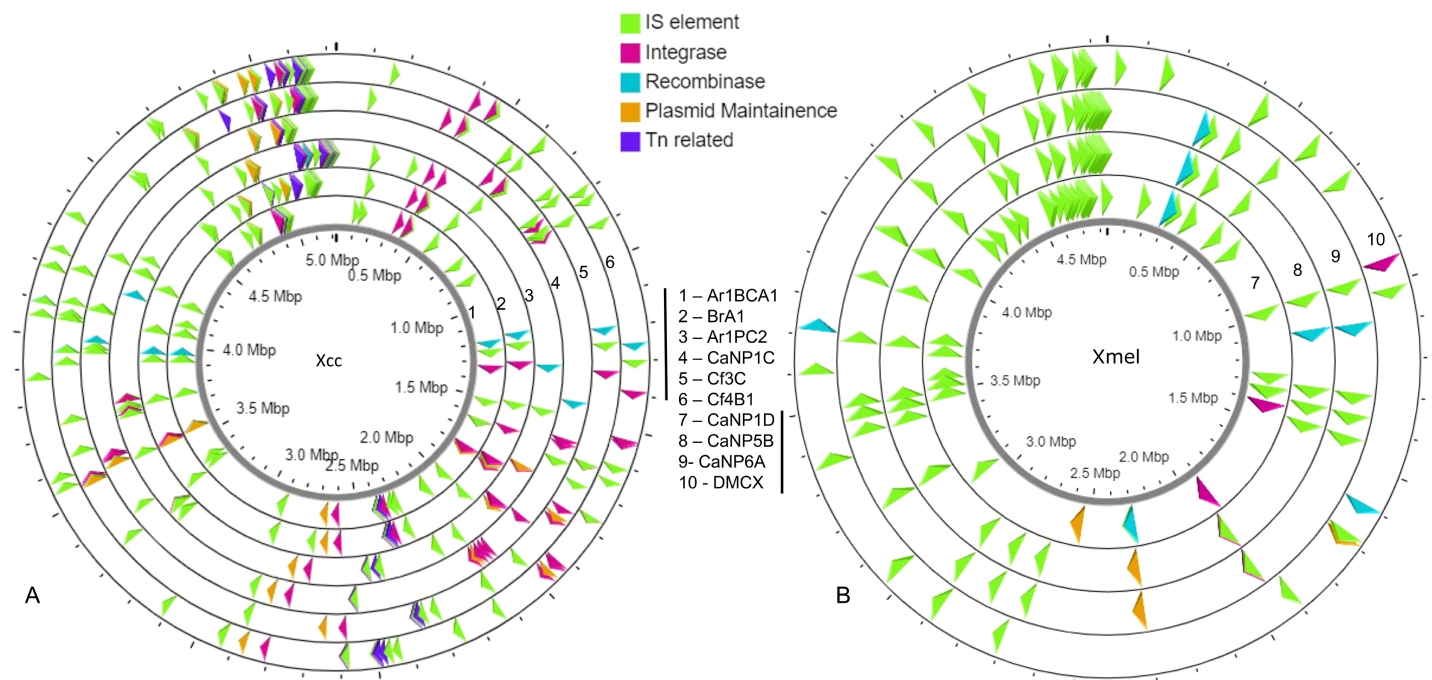 IS element
Integrase
Recombinase
Plasmid Maintainence
Tn related
5.0 Mbp
0.5 Mbp
1.0 Mbp
1.5 Mbp
2.0 Mbp
2.5 Mbp
3.0 Mbp
3.5 Mbp
4.0 Mbp
4.5 Mbp
Xcc
1
2
3
4
5
6
A
1 – Ar1BCA1
2 – BrA1
3 – Ar1PC2
4 – CaNP1C
5 – Cf3C
6 – Cf4B1
7 – CaNP1D
8 – CaNP5B
9- CaNP6A
10 - DMCX
4.5 Mbp
0.5 Mbp
1.0 Mbp
1.5 Mbp
2.0 Mbp
2.5 Mbp
3.0 Mbp
3.5 Mbp
4.0 Mbp
Xmel
7
8
9
10
B